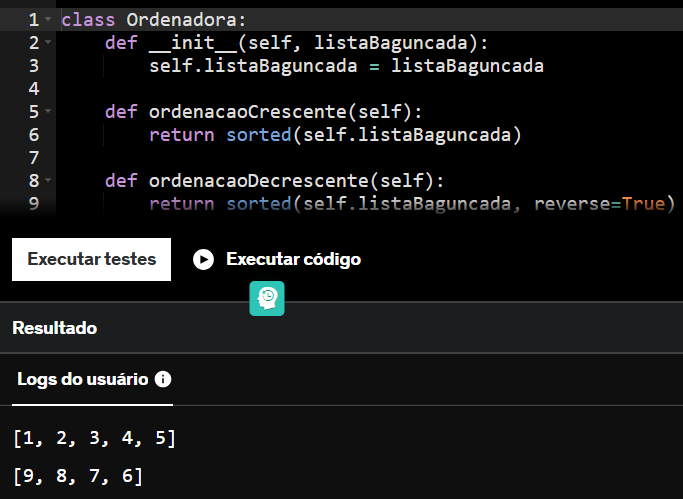 1 class Ordenadora:
2     def __init__(self, listaBaguncada):
3         self.listaBaguncada = listaBaguncada
4
5     def ordenacaoCrescente(self):
6         return sorted(self.listaBaguncada)
7
8     def ordenacaoDecrescente(self):
9         return sorted(self.listaBaguncada, reverse=True)
Executar testes Executar código
Resultado
Logs do usuário
[1, 2, 3, 4, 5]
[9, 8, 7, 6]